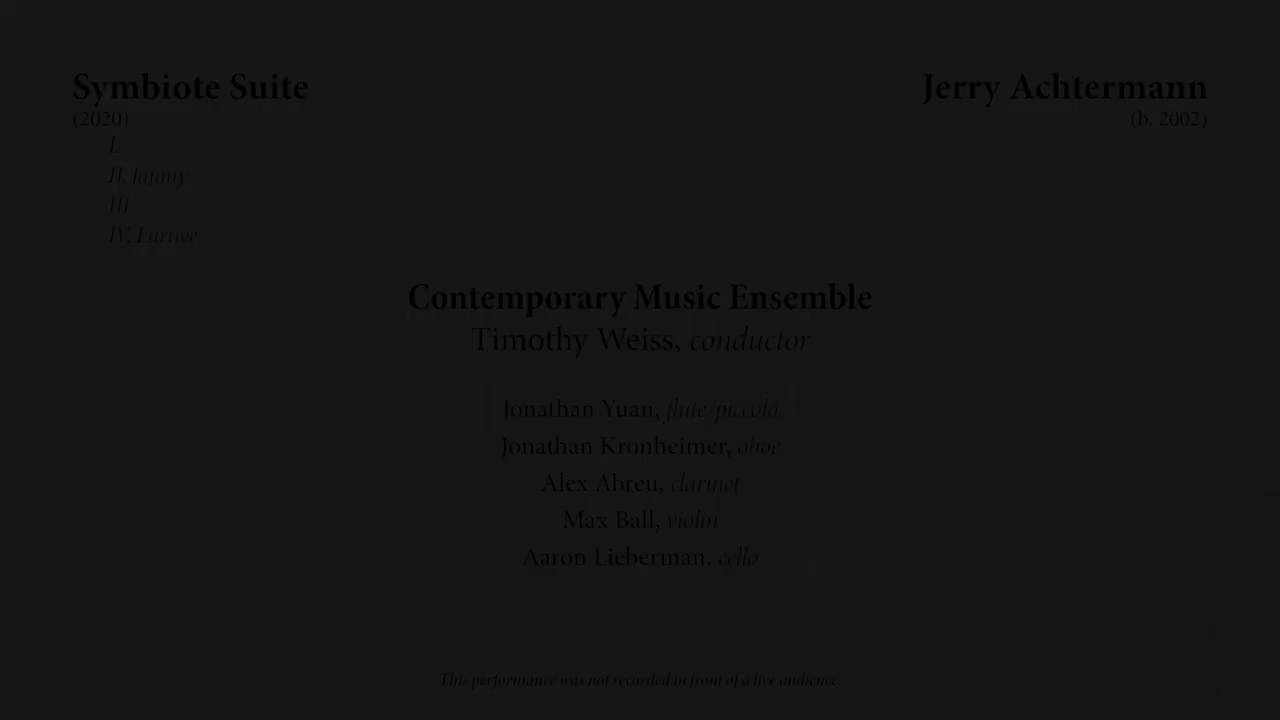 Symbiote Suite
Jerry Achtermann
(2020)
(b. 2002)
I.
II.
III
IV.
Contemporary Music Ensemble
Timothy Weiss, conductor
Jonathan Yuan, flute/piccolo
Jonathan Kronheimer, oboe
Alex Abreu, clarinet
Max Ball, violin
Aaron Lieberman, cello
This performance was not recorded in front of a live audience.